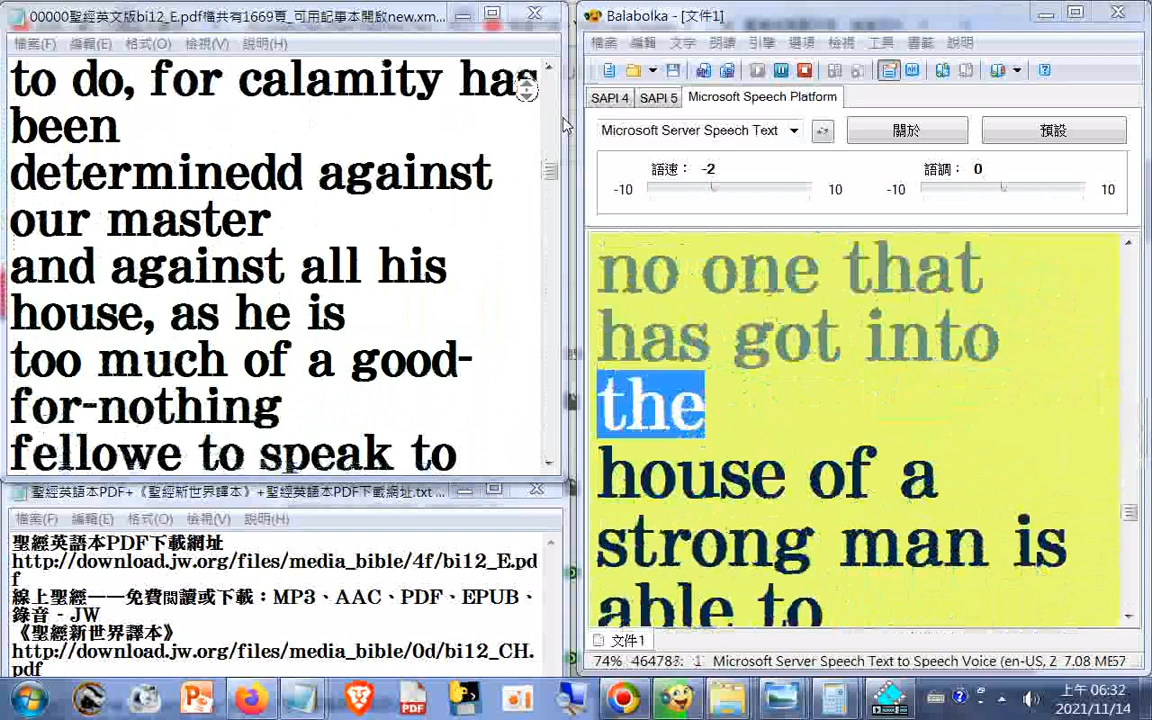 00000聖經英文版bi12_E.pdf檔共有1669頁_可用記事本開啟new.xm...
檔案(F) 編輯(E) 格式(O) 檢視(V) 說明(H)
to do, for calamity has
been
determinedd against
our master
and against all his
house, as he is
too much of a good-
for-nothing
fellowe to speak to
聖經英語本PDF+《聖經新世界譯本》+聖經英語本PDF下載網址.txt ...
檔案(F) 編輯(E) 格式(O) 檢視(V) 說明(H)
聖經英語本PDF下載網址
http://download.jw.org/files/media_bible/4f/bi12_E.pd
f
線上聖經——免費閱讀或下載：MP3、AAC、PDF、EPUB、
錄音 - JW
《聖經新世界譯本》
http://download.jw.org/files/media_bible/0d/bi12_CH.
pdf
Balabolka - [文件1]
檔案 編輯 文字 朗讀 引擎 選項 檢視 工具 書籤 說明
SAPI 4 SAPI 5 Microsoft Speech Platform
Microsoft Server Speech Text 關於 預設
語速： -2 語調： 0
-10 10 -10 10
no one that
has got into
the
house of a
strong man is
able to
文件1
74% Microsoft Server Speech Text to Speech Voice (en-US, Z 7.08 ME
PDF
上午 06:32
2021/11/14